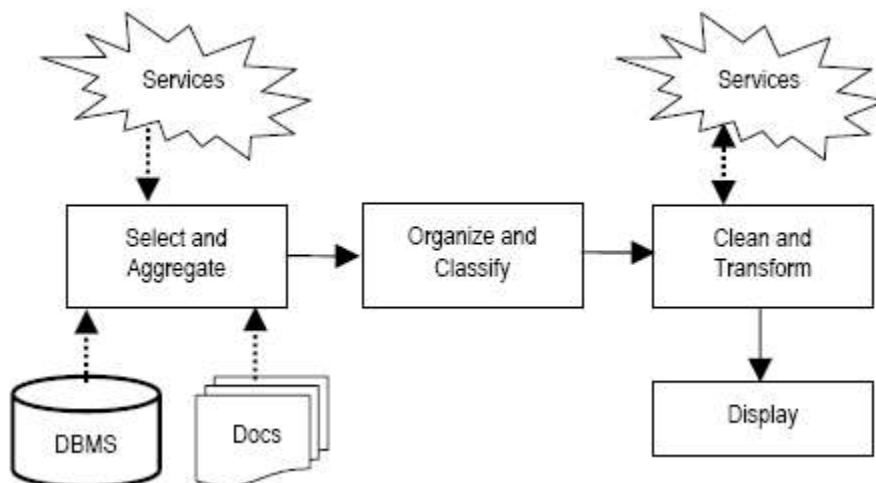 Services
Services
Select and
Aggregate
Organize and
Classify
Clean and
Transform
DBMS
Docs
Display